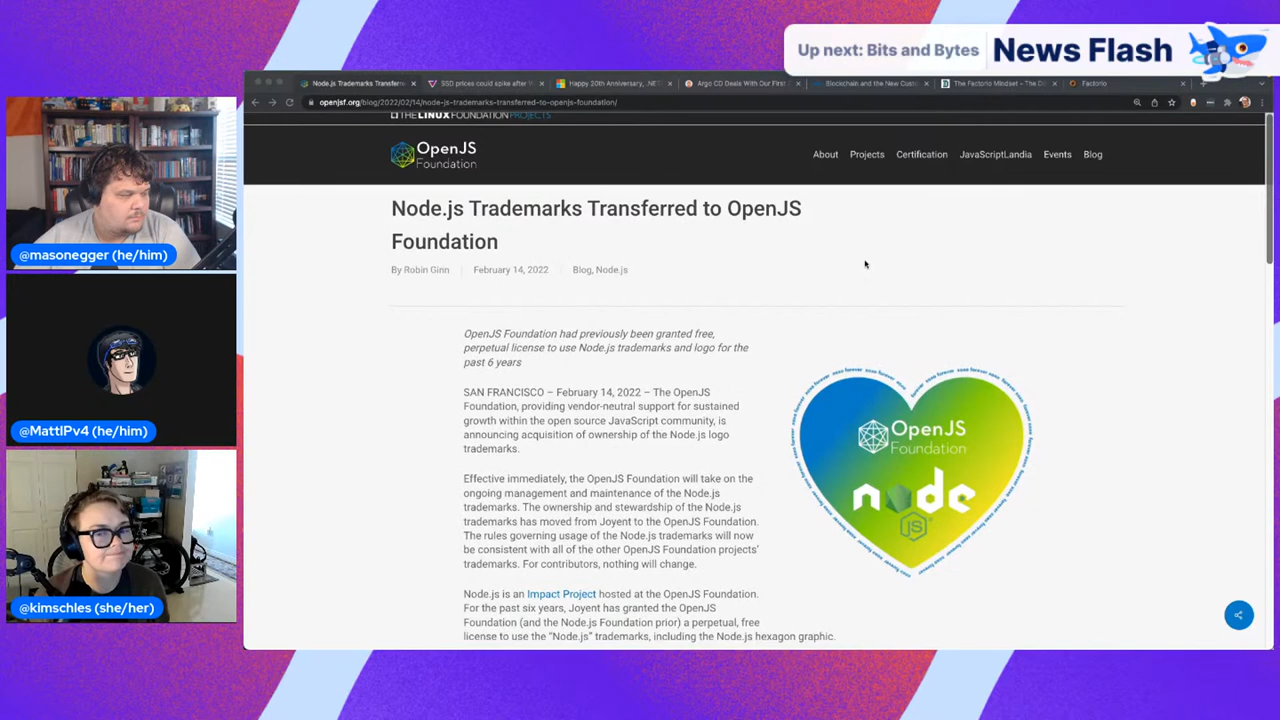 Up next: Bits and Bytes
News Flash
Node.js Trademarks Transferre
SSD prices could spike after
Happy 20th Anniversary, .NET
Argo CD Deals With Our First
Blockchain and the New Cust
The Factorio Mindset - The Di
Factorio
openjsf.org/blog/2022/02/14/node-js-trademarks-transferred-to-openjs-foundation/
THE LINUX FOUNDATION PROJECTS
OpenJS
Foundation
About
Projects
Certification
JavaScriptLandia
Events
Blog
Node.js Trademarks Transferred to OpenJS
Foundation
By Robin Ginn
February 14, 2022
Blog, Node.js
OpenJS Foundation had previously been granted free,
perpetual license to use Node.js trademarks and logo for the
past 6 years
SAN FRANCISCO – February 14, 2022 – The OpenJS
Foundation, providing vendor-neutral support for sustained
growth within the open source JavaScript community, is
announcing acquisition of ownership of the Node.js logo
trademarks.
Effective immediately, the OpenJS Foundation will take on the
ongoing management and maintenance of the Node.js
trademarks. The ownership and stewardship of the Node.js
trademarks has moved from Joyent to the OpenJS Foundation.
The rules governing usage of the Node.js trademarks will now
be consistent with all of the other OpenJS Foundation projects'
trademarks. For contributors, nothing will change.
Node.js is an Impact Project hosted at the OpenJS Foundation.
For the past six years, Joyent has granted the OpenJS
Foundation (and the Node.js Foundation prior) a perpetual, free
license to use the "Node.js" trademarks, including the Node.js hexagon graphic.
OpenJS
Foundation
node
JS
@masonegger (he/him)
@MattIPv4 (he/him)
@kimschles (she/her)